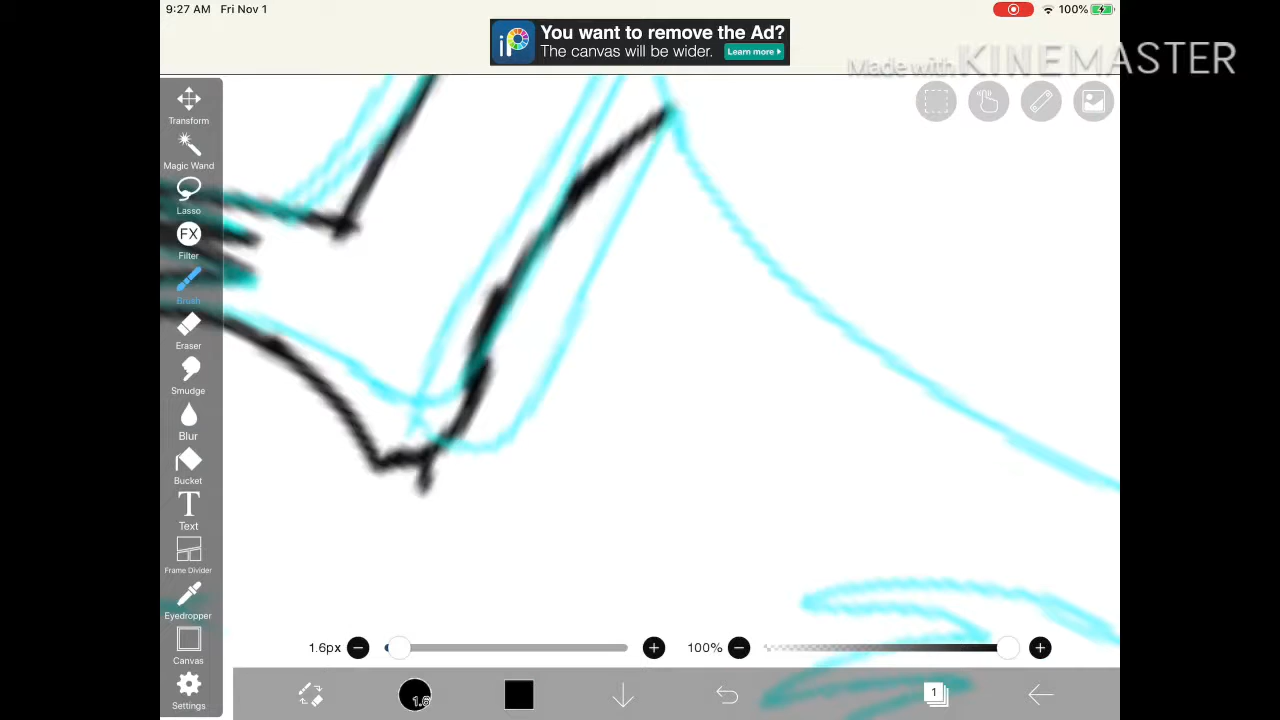 9:27 AM Fri Nov 1
100%
You want to remove the Ad?
The canvas will be wider.
Learn more
Made with KINEMASTER
Transform
Magic Wand
Lasso
FX
Filter
Brush
Eraser
Smudge
Blur
Bucket
T
Text
Frame Divider
Eyedropper
Canvas
Settings
1.6px
100%
1.6
1